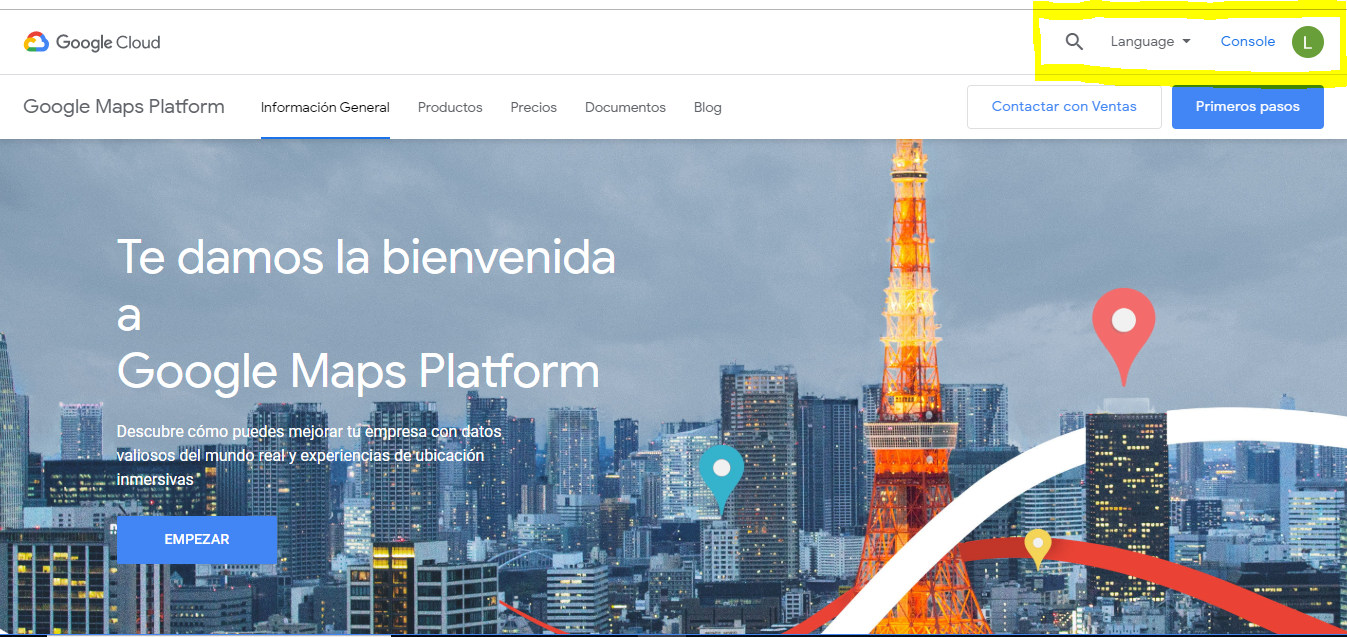 Google Cloud
Language
Console
L
Google Maps Platform
Información General
Productos
Precios
Documentos
Blog
Contactar con Ventas
Primeros pasos
Te damos la bienvenida
a
Google Maps Platform
Descubre cómo puedes mejorar tu empresa con datos
valiosos del mundo real y experiencias de ubicación
inmersivas
EMPEZAR